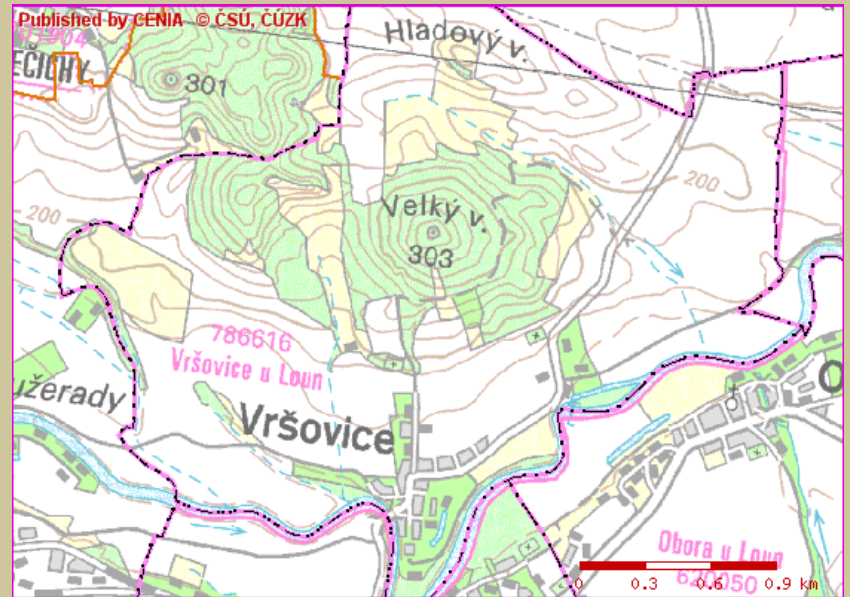 Published by CENIA © ČSÚ, ČÚZK
Hladový v.
301
200
200
Velký v.
303
786616
Vršovice u Loun
Vršovice
Obora u Loun
0 0.3 0.6 0.9 km